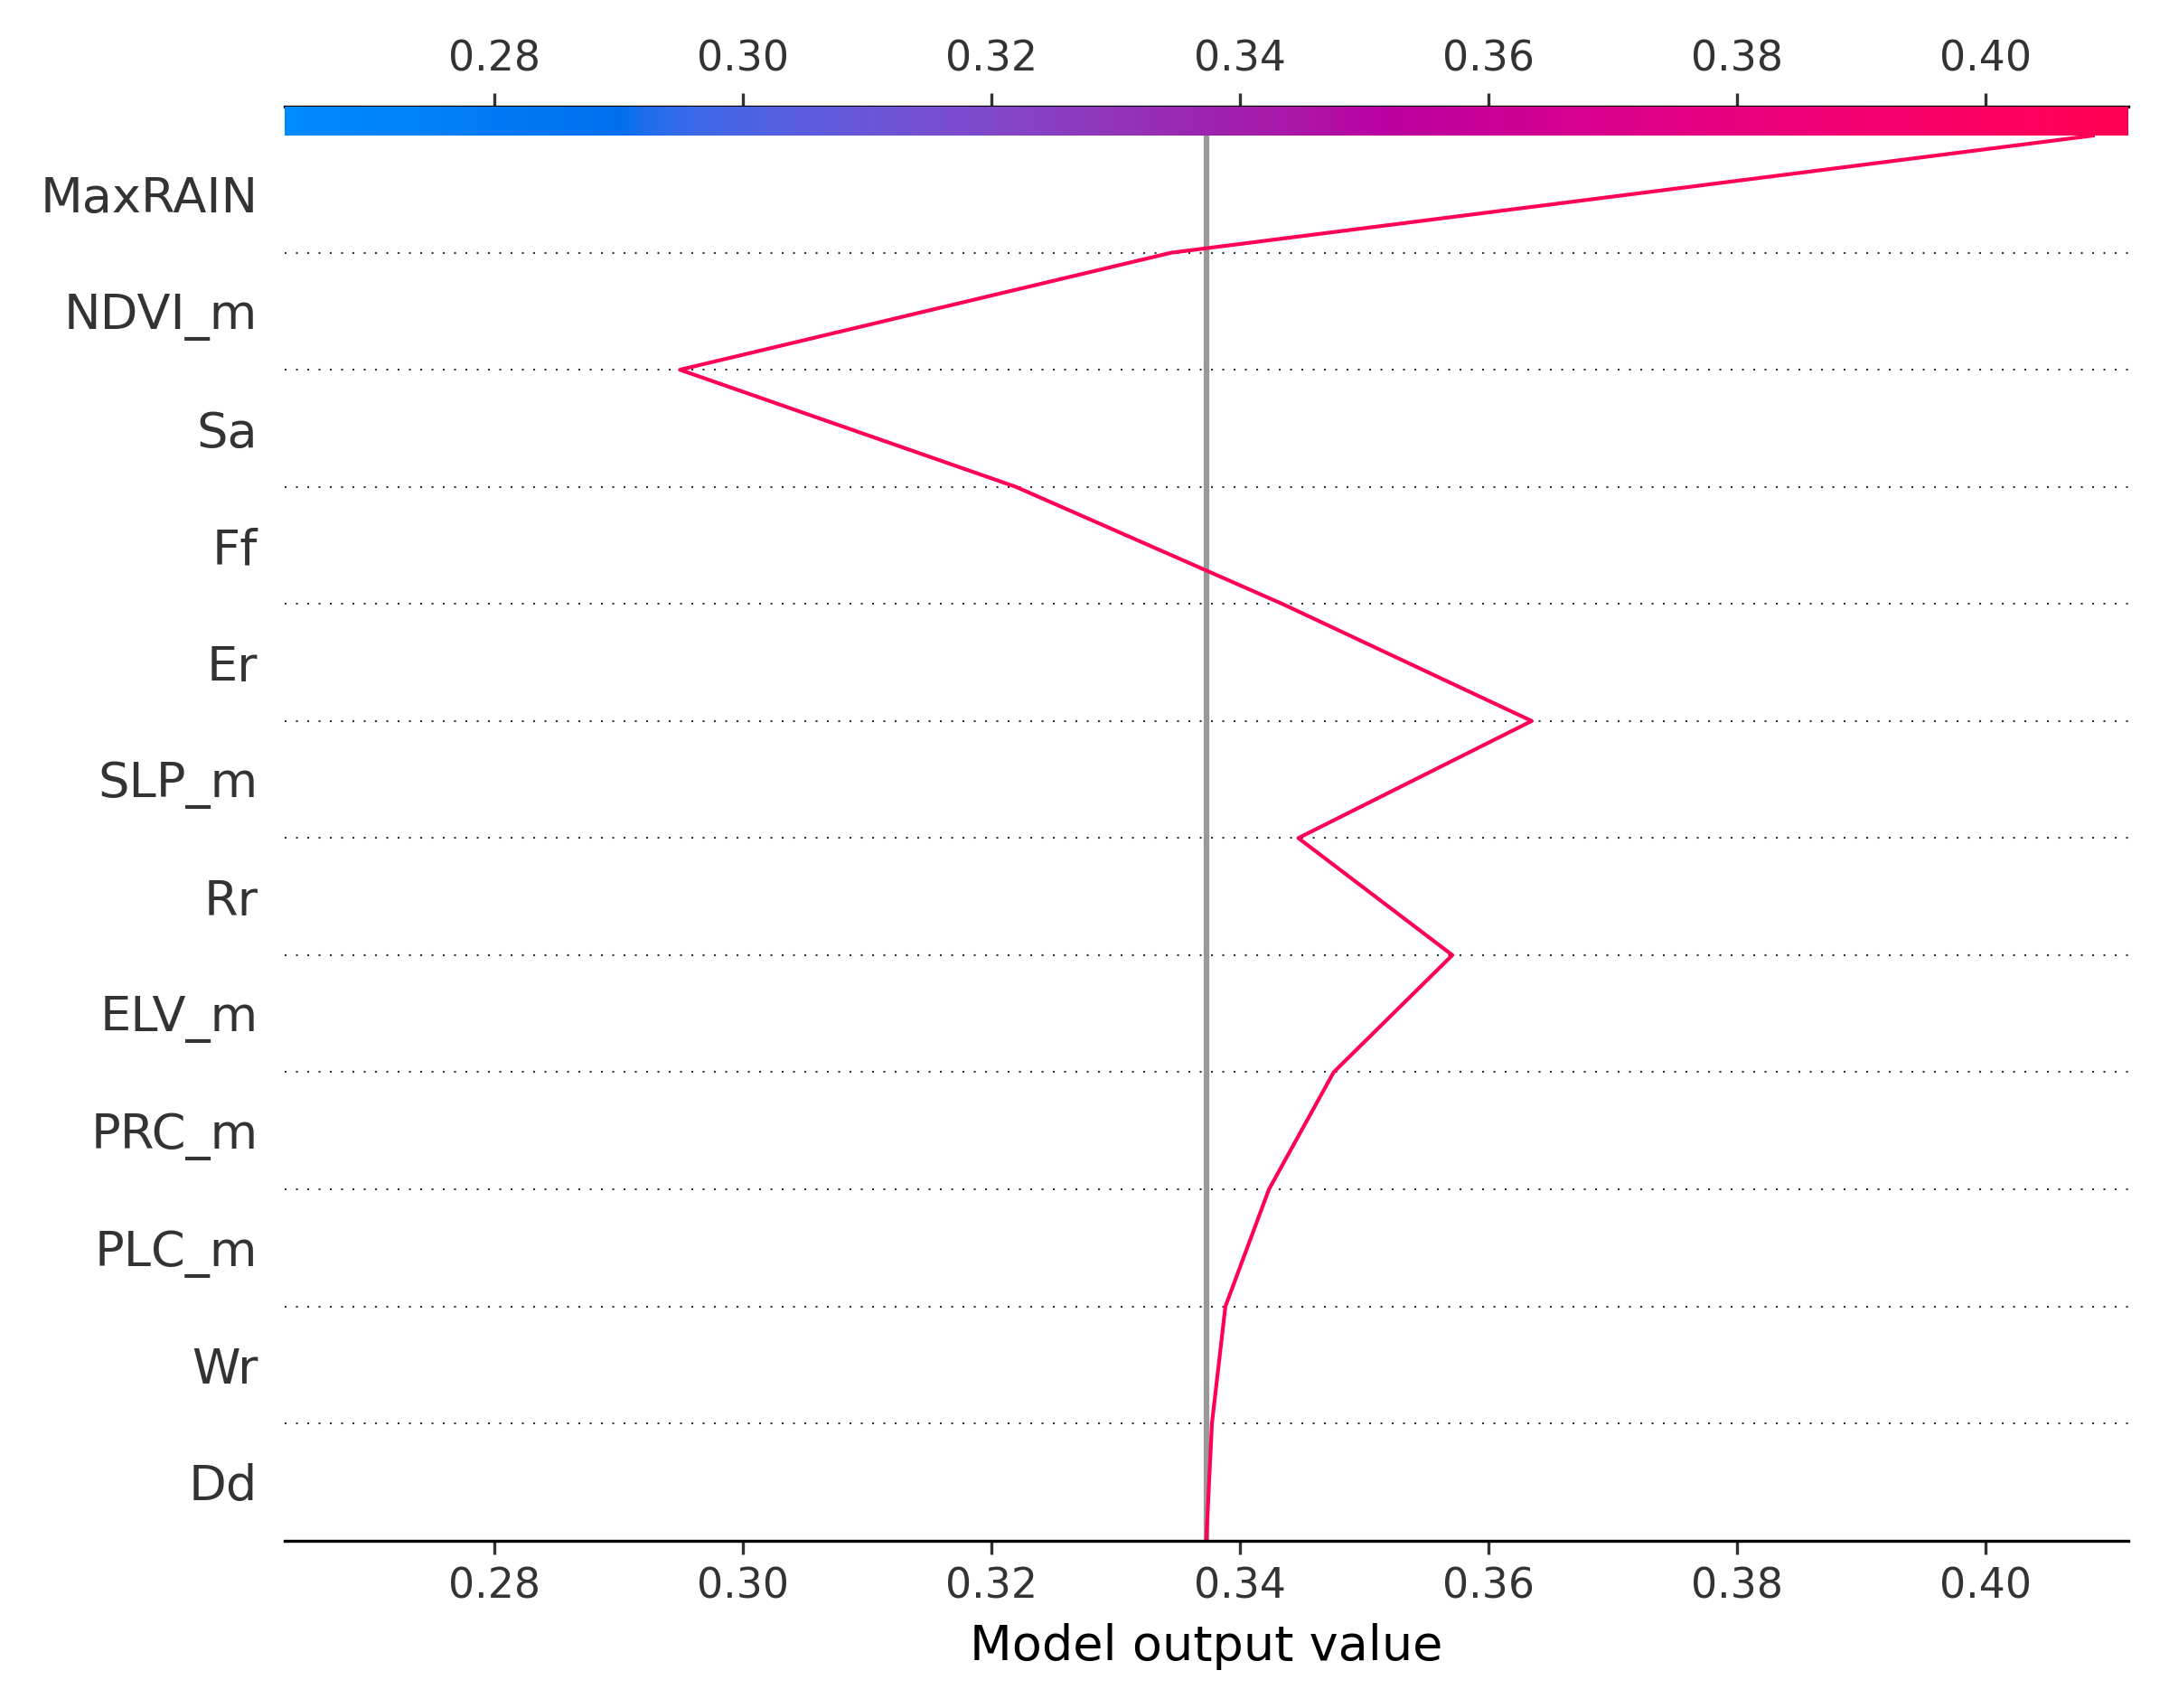 0.28 0.30 0.32 0.34 0.36 0.38 0.40
MaxRAIN
NDVI_m
Sa
Ff
Er
SLP_m
Rr
ELV_m
PRC_m
PLC_m
Wr
Dd
0.28 0.30 0.32 0.34 0.36 0.38 0.40
Model output value